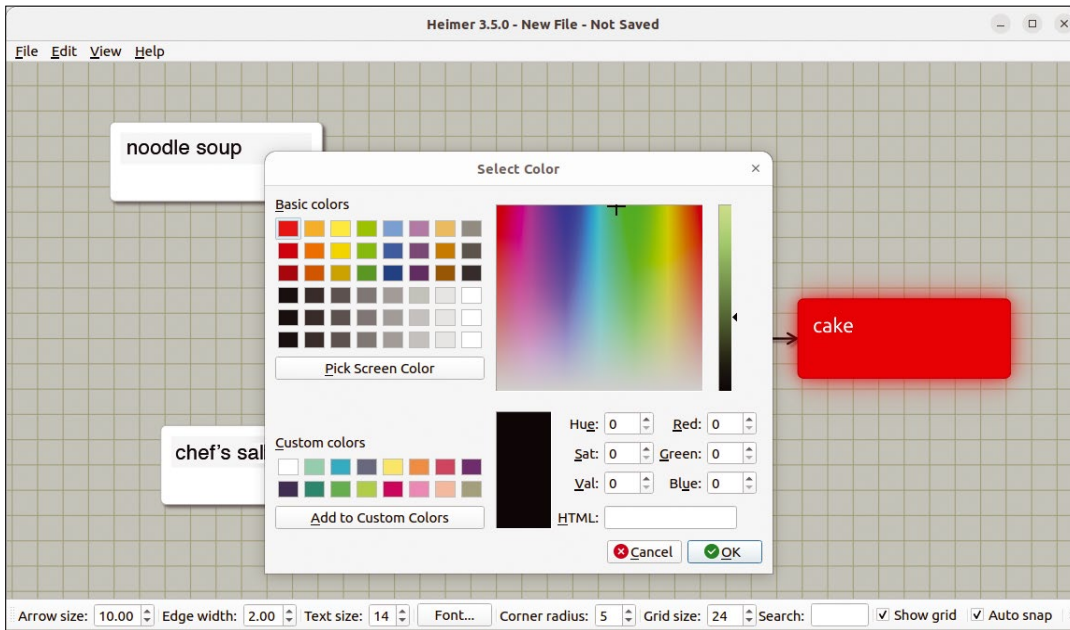 Heimer 3.5.0 - New File - Not Saved
File Edit View Help
noodle soup
Select Color
Basic colors
Pick Screen Color
cake
Hue: 0 Red: 0
Custom colors
chef's sal
Sat: 0 Green: 0
Val: 0 Blue: 0
Add to Custom Colors
HTML:
Cancel OK
Arrow size: 10.00 Edge width: 2.00 Text size: 14 Font... Corner radius: 5 Grid size: 24 Search: Show grid Auto snap